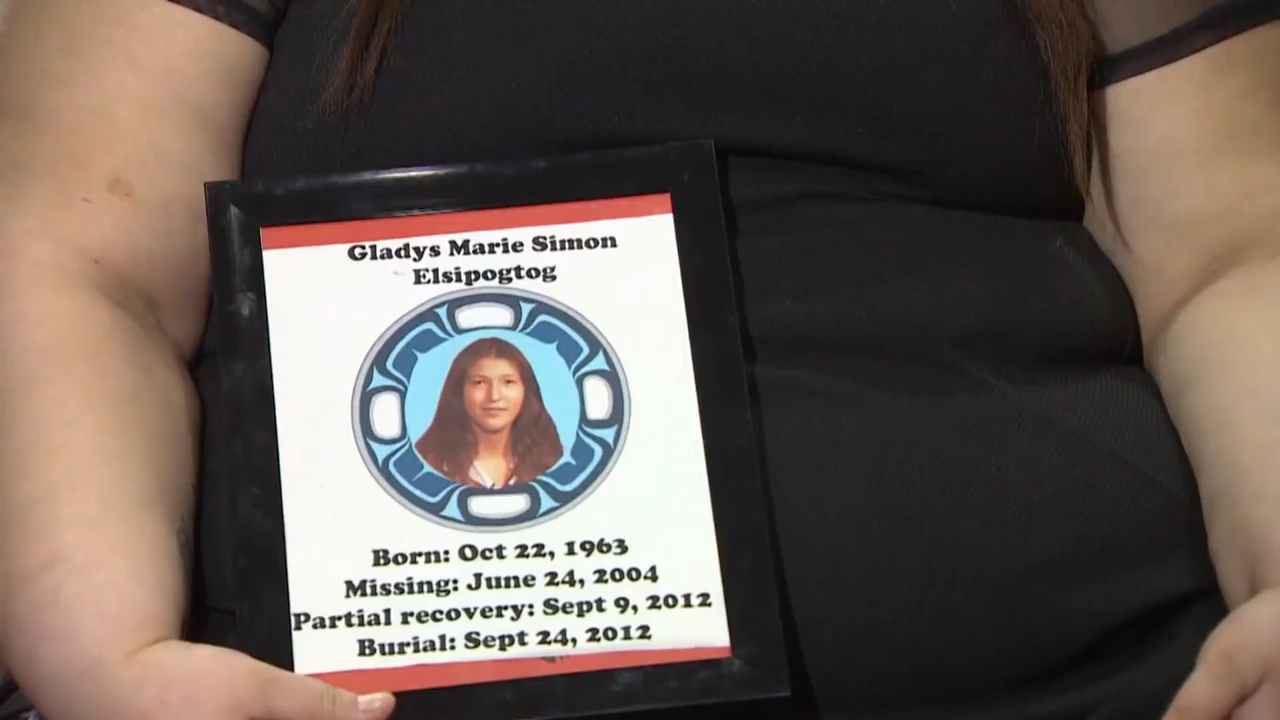 Gladys Marie Simon
Elsipogtog
Born: Oct 22, 1963
Missing: June 24, 2004
Partial recovery: Sept 9, 2012
Burial: Sept 24, 2012